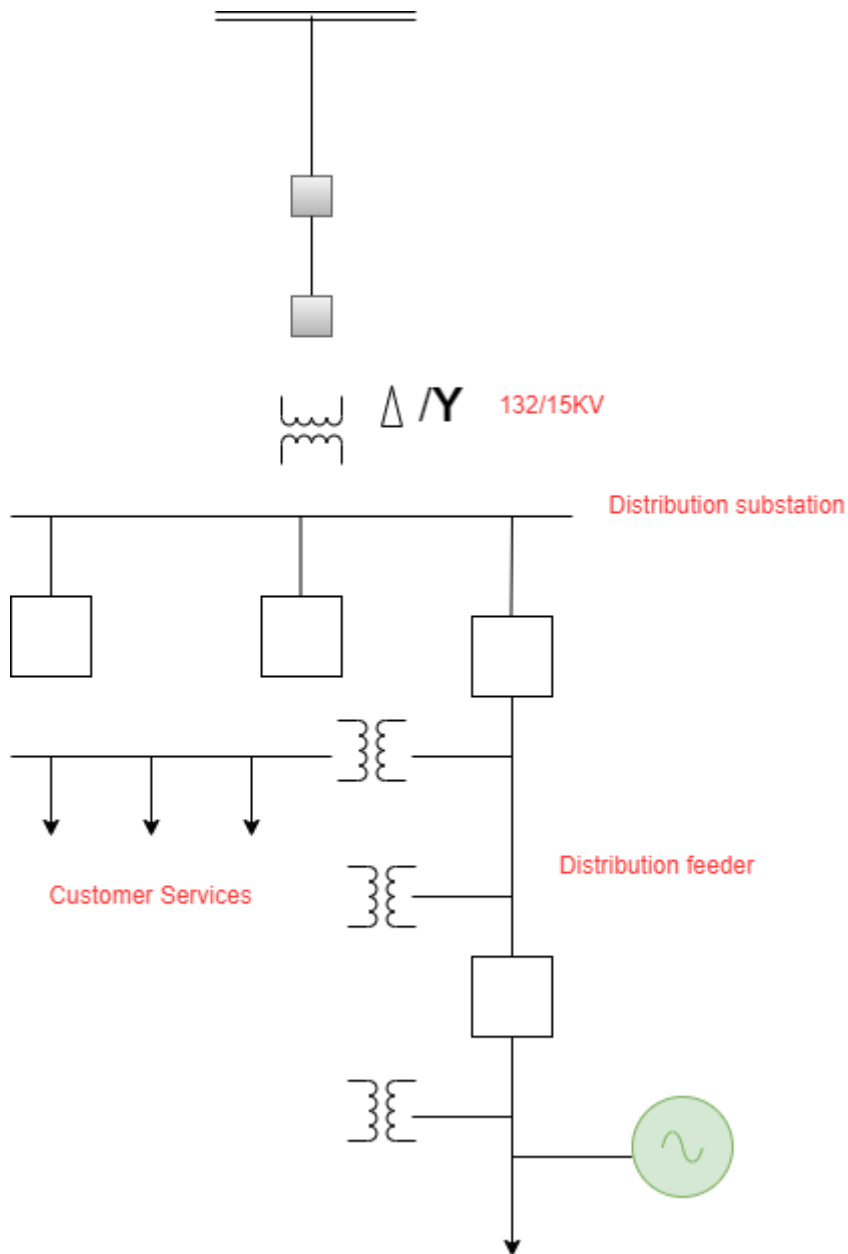 Δ /Y 132/15KV
Distribution substation
Distribution feeder
Customer Services